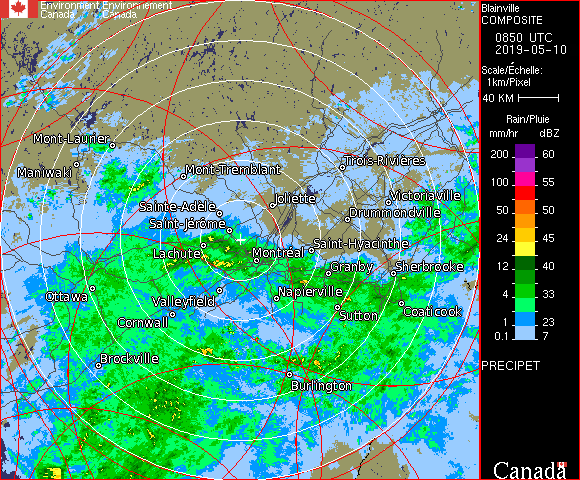 Environment Environnement
Canada Canada
Blainville
COMPOSITE
0850 UTC
2019-05-10
Scale/Échelle:
1km/Pixel
40 KM
Rain/Pluie
mm/hr dBZ
200 60
100 55
50 50
24 45
12 40
4 33
1 23
0.1 7
PRECIPET
Canada
Mont-Laurier
Maniwaki
Mont-Tremblant
Trois-Rivières
Joliette
Victoriaville
Sainte-Adèle
Drummondville
Saint-Jérôme
Saint-Hyacinthe
Lachute
Montréal
Granby
Sherbrooke
Ottawa
Valleyfield
Napierville
Cornwall
Sutton
Coaticook
Brockville
Burlington